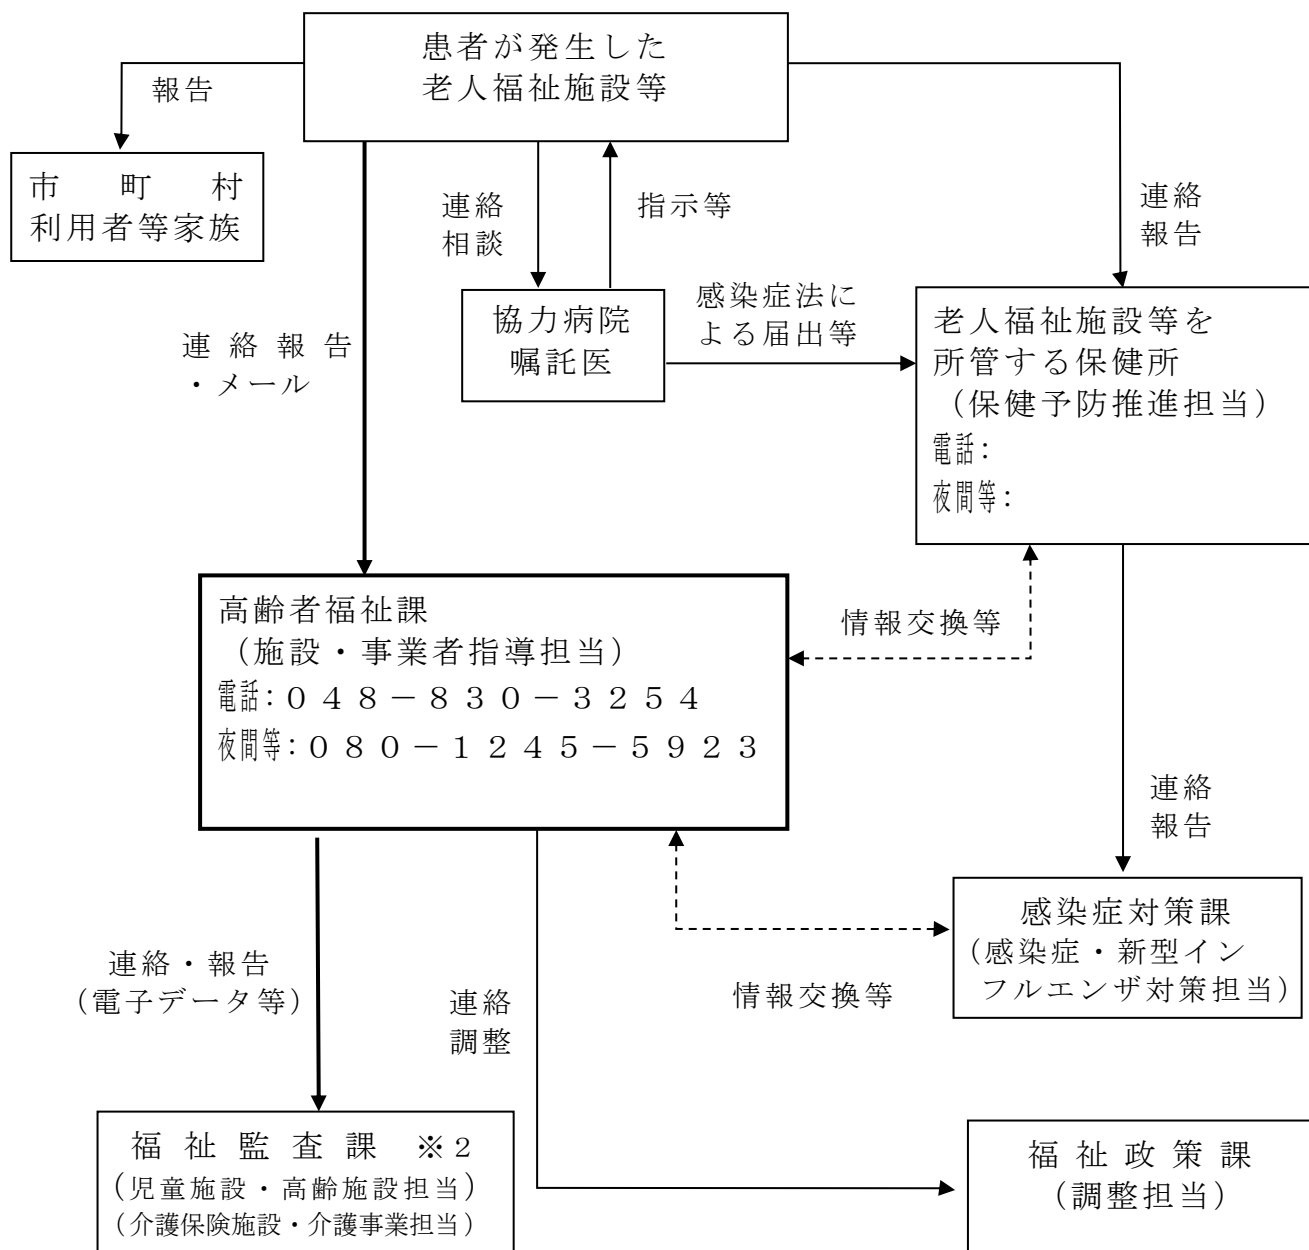 患者が発生した
老人福祉施設等
報告
市　町　村
利用者等家族
連絡
相談
指示等
連絡
報告
協力病院
嘱託医
感染症法に
よる届出等
老人福祉施設等を
所管する保健所
（保健予防推進担当）
電話：
夜間等：
連絡報告
・メール
高齢者福祉課
（施設・事業者指導担当）
電話：０４８－８３０－３２５４
夜間等：０８０－１２４５－５９２３
情報交換等
連絡
報告
感染症対策課
（感染症・新型イン
フルエンザ対策担当）
情報交換等
連絡・報告
（電子データ等）
連絡
調整
福祉監査課　※２
（児童施設・高齢施設担当）
（介護保険施設・介護事業担当）
福祉政策課
（調整担当）